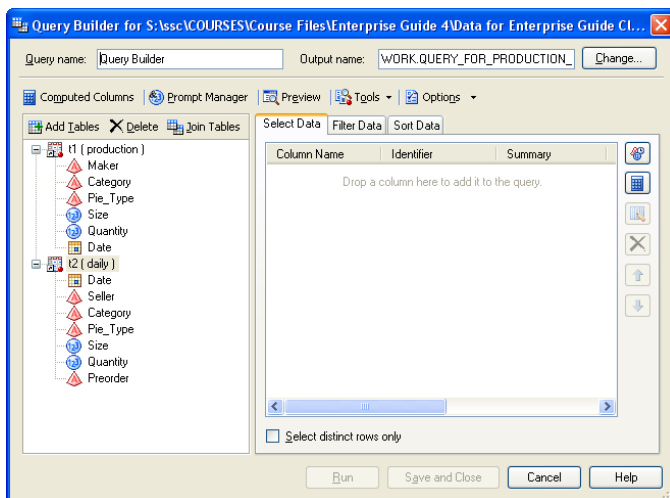 Query Builder for S:\ssc\COURSES\Course Files\Enterprise Guide 4\Data for Enterprise Guide Cl...
Query name: Query Builder Output name: WORK.QUERY_FOR_PRODUCTION_ Change...
Computed Columns Prompt Manager Preview Tools Options
Add Tables Delete Join Tables
Select Data Filter Data Sort Data
t1 ( production )
Maker
Category
Pie_Type
Size
Quantity
Date
t2 ( daily )
Date
Seller
Category
Pie_Type
Size
Quantity
Preorder
Column Name Identifier Summary
Drop a column here to add it to the query.
Select distinct rows only
Run Save and Close Cancel Help